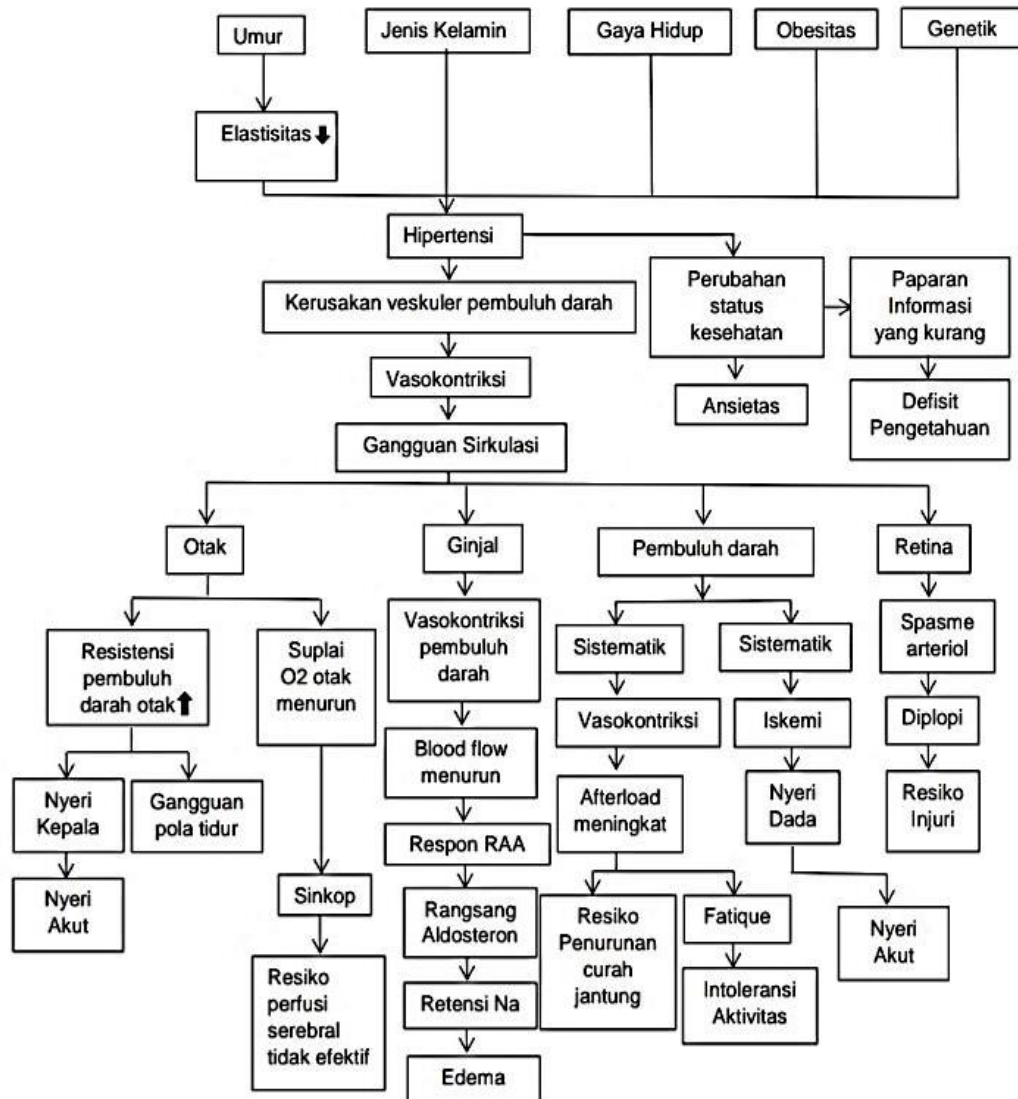 Umur
Jenis Kelamin
Gaya Hidup
Obesitas
Genetik
Elastisitas
Hipertensi
Kerusakan veskuler pembuluh darah
Perubahan
status
kesehatan
Paparan
Informasi
yang kurang
Vasokontriksi
Ansietas
Defisit
Pengetahuan
Gangguan Sirkulasi
Otak
Ginjal
Pembuluh darah
Retina
Resistensi
pembuluh
darah otak
Suplai
O2 otak
menurun
Vasokontriksi
pembuluh
darah
Sistematik
Sistematik
Spasme
arteriol
Vasokontriksi
Iskemi
Diplopi
Nyeri
Kepala
Gangguan
pola tidur
Blood flow
menurun
Afterload
meningkat
Nyeri
Dada
Resiko
Injuri
Respon RAA
Nyeri
Akut
Sinkop
Rangsang
Aldosteron
Resiko
Penurunan
curah
jantung
Fatique
Nyeri
Akut
Resiko
perfusi
serebral
tidak efektif
Retensi Na
Intoleransi
Aktivitas
Edema